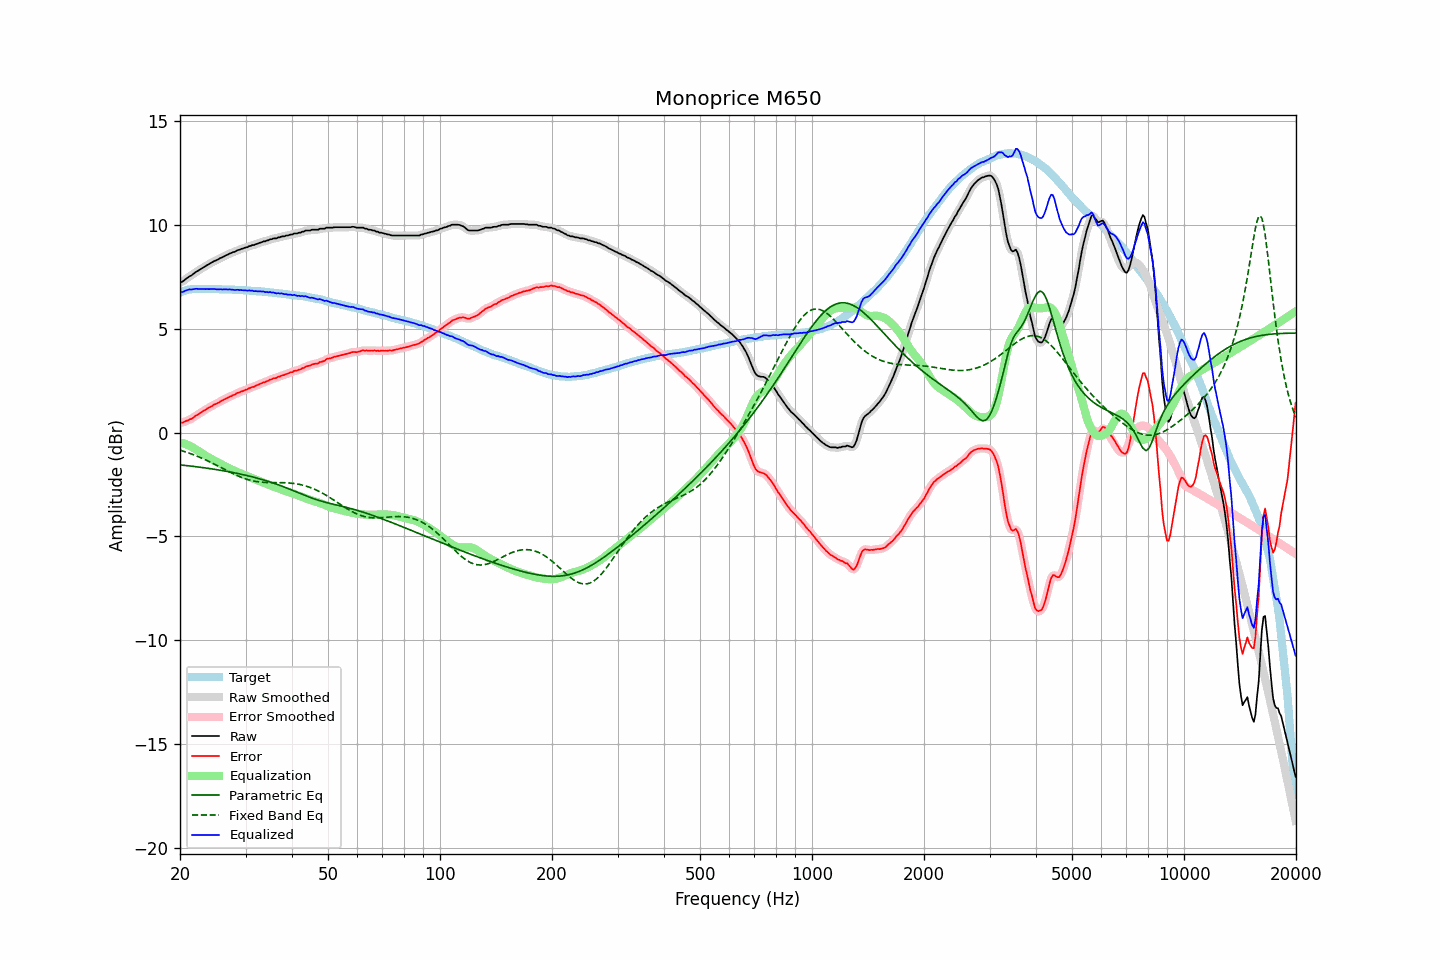 Monoprice M650
Amplitude (dBr)
15
10
5
0
−5
−10
−15
−20
Target
Raw Smoothed
Error Smoothed
Raw
Error
Equalization
Parametric Eq
Fixed Band Eq
Equalized
20 50 100 200 500 1000 2000 5000 10000 20000
Frequency (Hz)